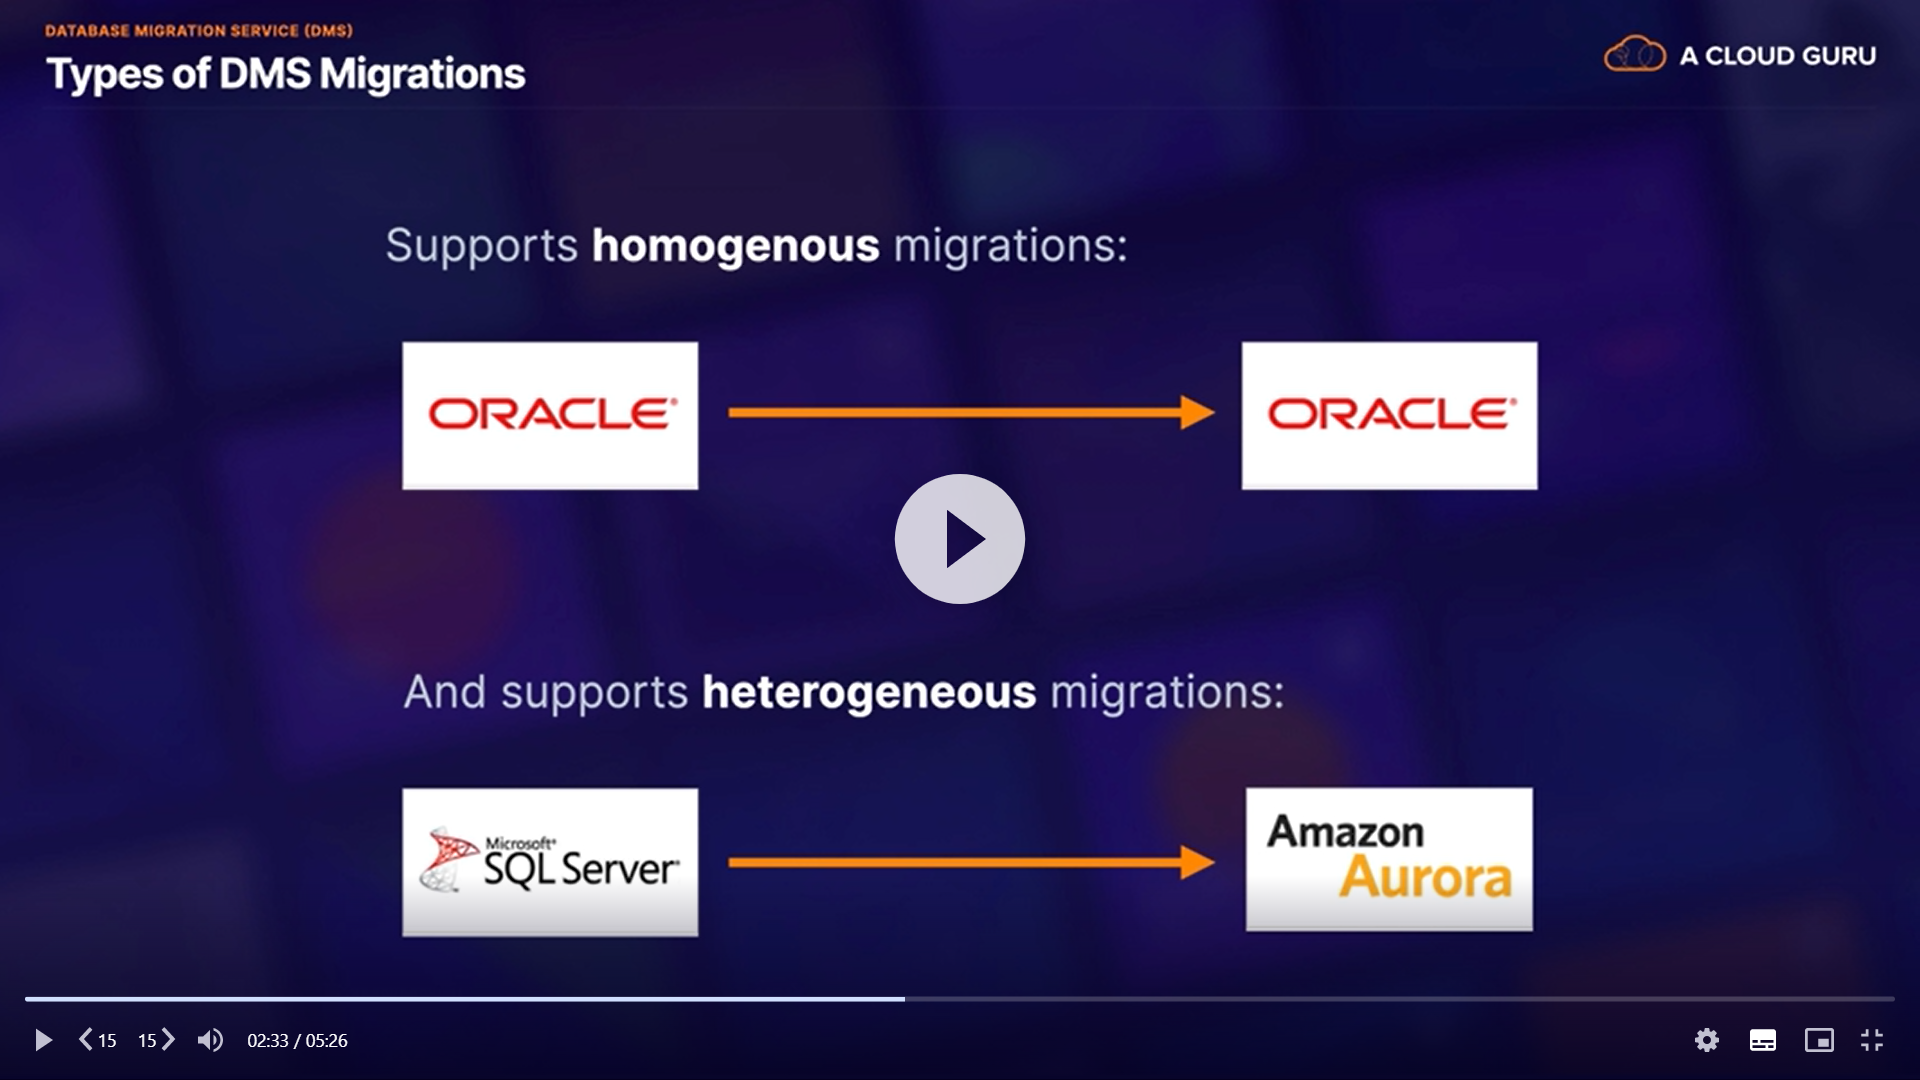 DATABASE MIGRATION SERVICE (DMS)
Types of DMS Migrations
A CLOUD GURU
Supports homogenous migrations:
ORACLE®
ORACLE®
And supports heterogeneous migrations:
Microsoft®
SQL Server®
Amazon
Aurora
15
15
02:33 / 05:26